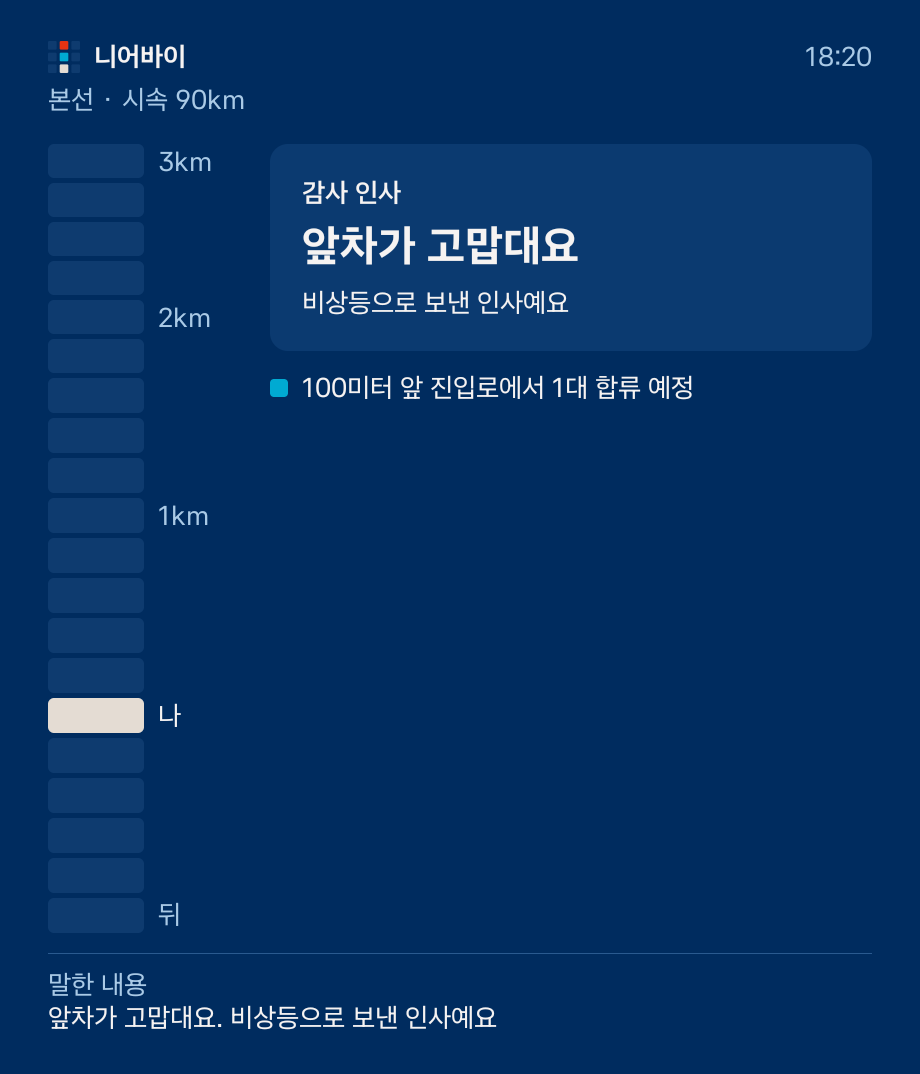 니어바이
18:20
본선 · 시속 90km
3km
감사 인사
앞차가 고맙대요
비상등으로 보낸 인사예요
2km
100미터 앞 진입로에서 1대 합류 예정
1km
나
뒤
말한 내용
앞차가 고맙대요. 비상등으로 보낸 인사예요